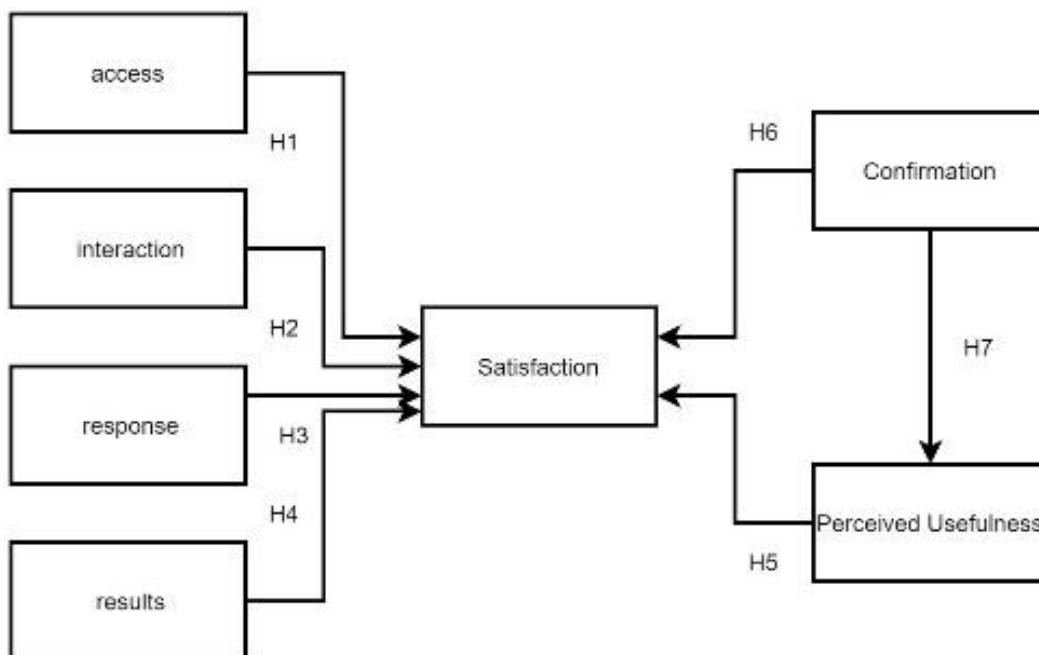 access
H1
interaction
H2
response
H3
H4
results
Satisfaction
H6
Confirmation
H7
Perceived Usefulness
H5